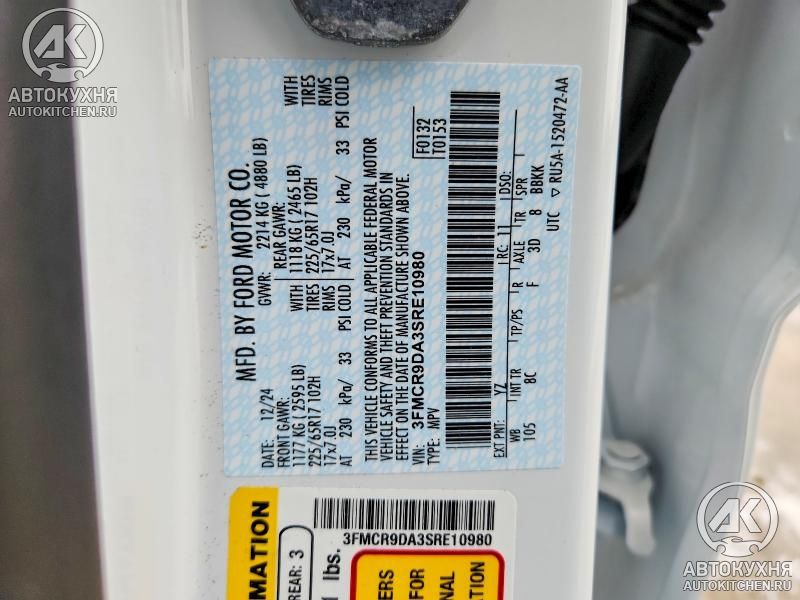 MFD. BY FORD MOTOR CO.
DATE: 12/24
GVWR: 2214 KG ( 4880 LB)
FRONT GAWR:
1177 KG ( 2595 LB) WITH
225/65R17 102H TIRES
17x7.0J RIMS
AT 230 kPa/ 33 PSI COLD
REAR GAWR:
1118 KG ( 2465 LB) WITH
225/65R17 102H TIRES
17x7.0J RIMS
AT 230 kPa/ 33 PSI COLD
THIS VEHICLE CONFORMS TO ALL APPLICABLE FEDERAL MOTOR
VEHICLE SAFETY AND THEFT PREVENTION STANDARDS IN
EFFECT ON THE DATE OF MANUFACTURE SHOWN ABOVE.
VIN: 3FMCR9DA3SRE10980
TYPE: MPV
F0132
T0153
EXT PNT: YZ RC: 11 DSO:
WB INT TR TP/PS R AXLE TR SPR
105 8C F 3D 8 BBKK
UTC ▽ RU5A-1520472-AA
3FMCR9DA3SRE10980
REAR: 3
lbs.
АК
АВТОКУХНЯ
AUTOKITCHEN.RU
АК
АВТОКУХНЯ
AUTOKITCHEN.RU